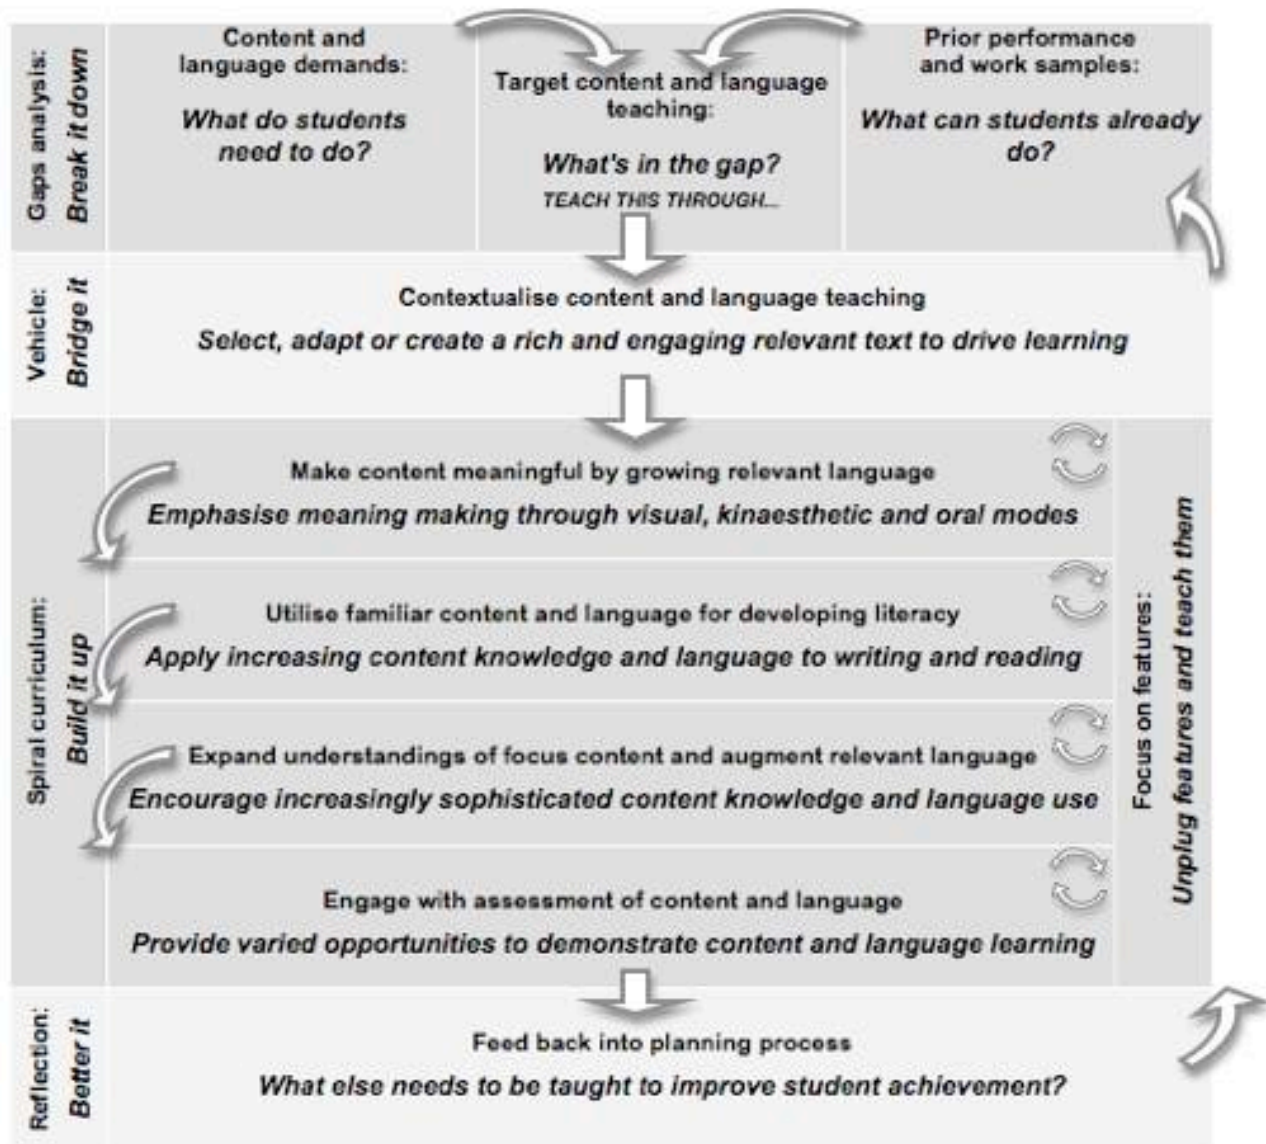 Gaps analysis:
Break it down
Content and
language demands:
What do students
need to do?
Target content and language
teaching:
What's in the gap?
TEACH THIS THROUGH...
Prior performance
and work samples:
What can students already
do?
Vehicle:
Bridge it
Contextualise content and language teaching
Select, adapt or create a rich and engaging relevant text to drive learning
Spiral curriculum:
Build it up
Make content meaningful by growing relevant language
Emphasise meaning making through visual, kinaesthetic and oral modes
Utilise familiar content and language for developing literacy
Apply increasing content knowledge and language to writing and reading
Expand understandings of focus content and augment relevant language
Encourage increasingly sophisticated content knowledge and language use
Engage with assessment of content and language
Provide varied opportunities to demonstrate content and language learning
Focus on features:
Unplug features and teach them
Reflection:
Better it
Feed back into planning process
What else needs to be taught to improve student achievement?